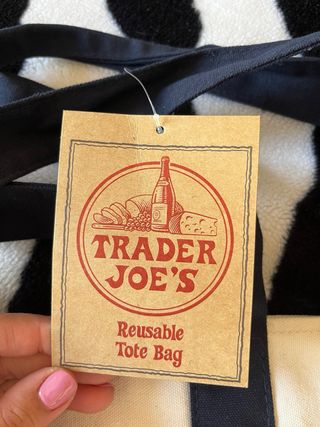 TRADER
JOE'S
Reusable
Tote Bag